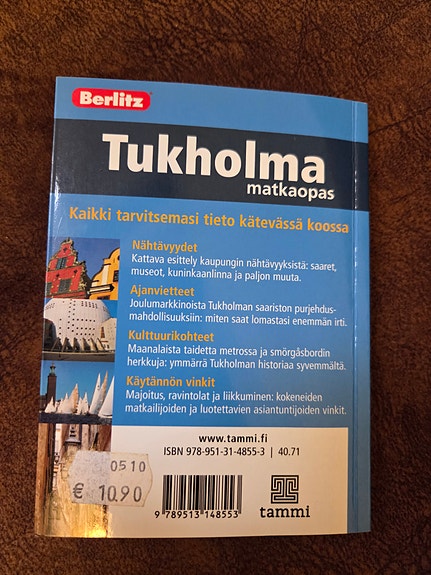 Berlitz
Tukholma
matkaopas
Kaikki tarvitsemasi tieto kätevässä koossa
Nähtävyydet
Kattava esittely kaupungin nähtävyyksistä: saaret,
museot, kuninkaanlinna ja paljon muuta.
Ajanvietteet
Joulumarkkinoista Tukholman saariston purjehdus-
mahdollisuuksiin: miten saat lomastasi enemmän irti.
Kulttuurikohteet
Maanalaista taidetta metrossa ja smörgåsbordin
herkkuja: ymmärrä Tukholman historiaa syvemmältä.
Käytännön vinkit
Majoitus, ravintolat ja liikkuminen: kokeneiden
matkailijoiden ja luotettavien asiantuntijoiden vinkit.
www.tammi.fi
ISBN 978-951-31-4855-3 | 40.71
0510
€ 10.90
9 789513 148553
tammi